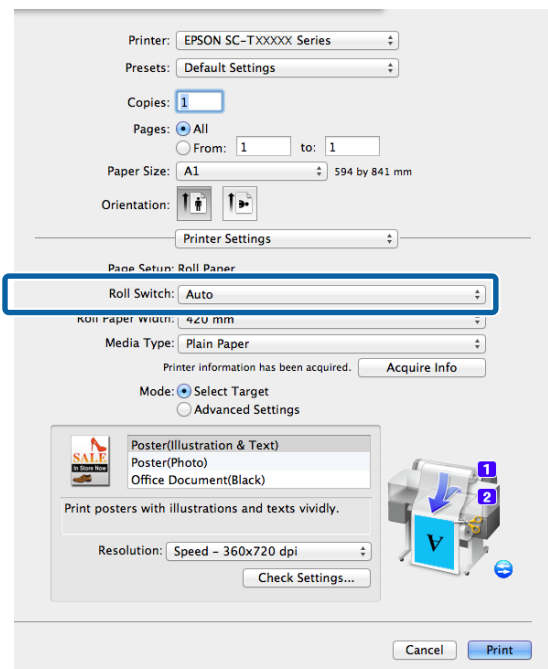 Printer: EPSON SC-TXXXXX Series
Presets: Default Settings
Copies: 1
Pages: All
From: 1 to: 1
Paper Size: A1 594 by 841 mm
Orientation:
Printer Settings
Page Setup: Roll Paper
Roll Switch: Auto
Roll Paper Width: 420 mm
Media Type: Plain Paper
Printer information has been acquired. Acquire Info
Mode: Select Target
Advanced Settings
SALE
In Store Now
Poster(Illustration & Text)
Poster(Photo)
Office Document(Black)
Print posters with illustrations and texts vividly.
1
2
A
Resolution: Speed - 360x720 dpi
Check Settings...
Cancel Print